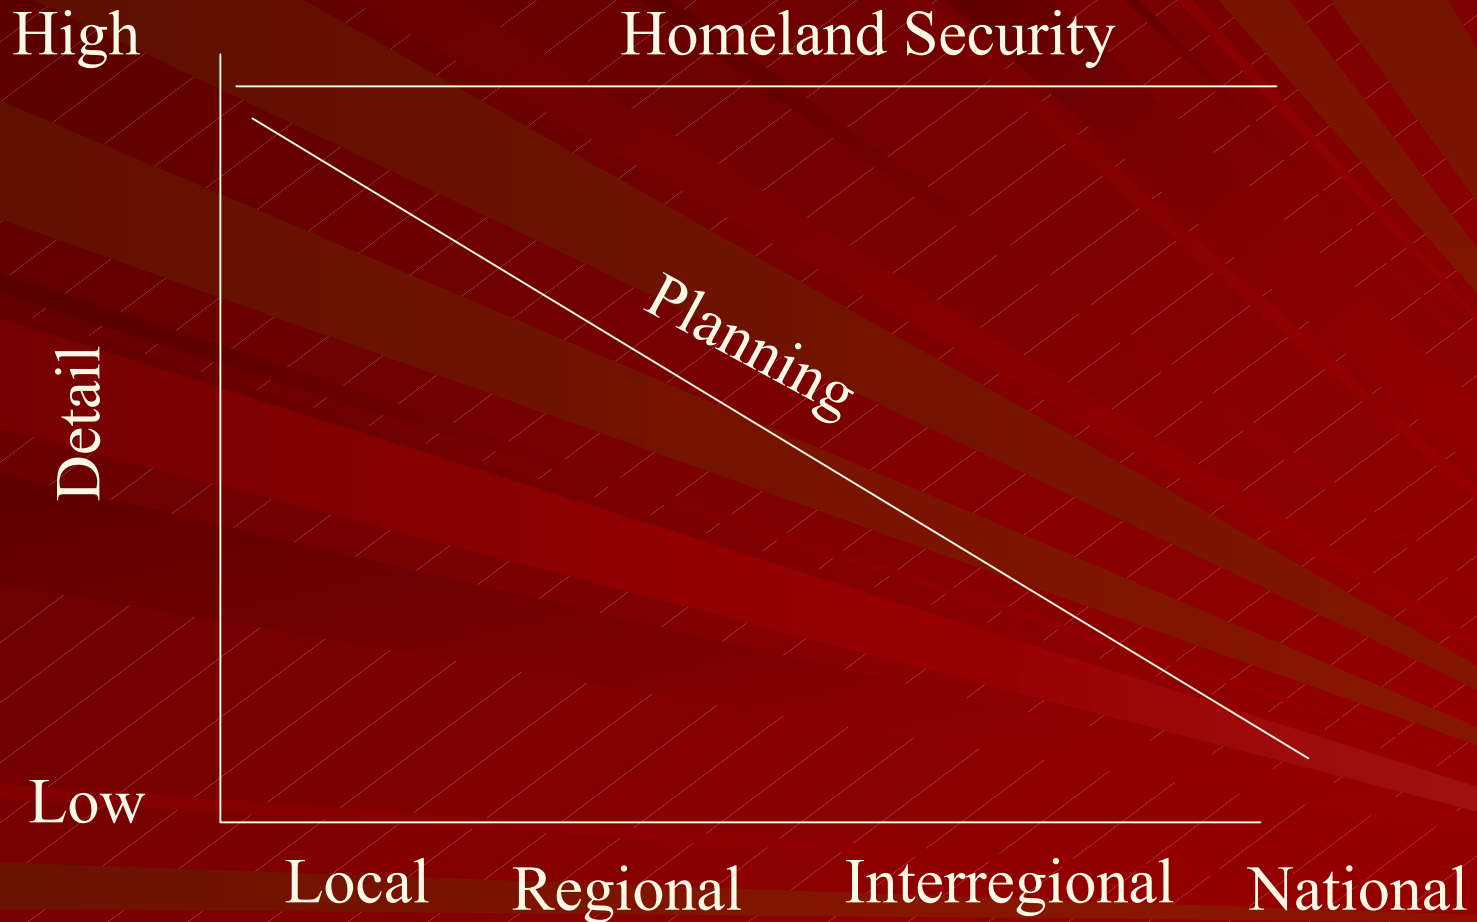 High
Homeland Security
Planning
Detail
Low
Local
Regional
Interregional
National